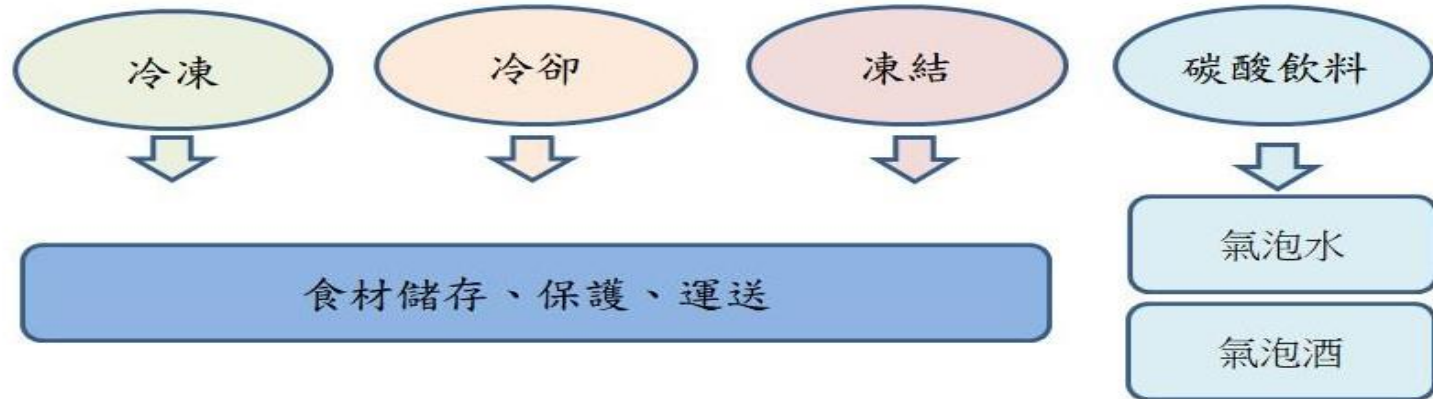 冷凍
冷卻
凍結
碳酸飲料
食材儲存、保護、運送
氣泡水
氣泡酒